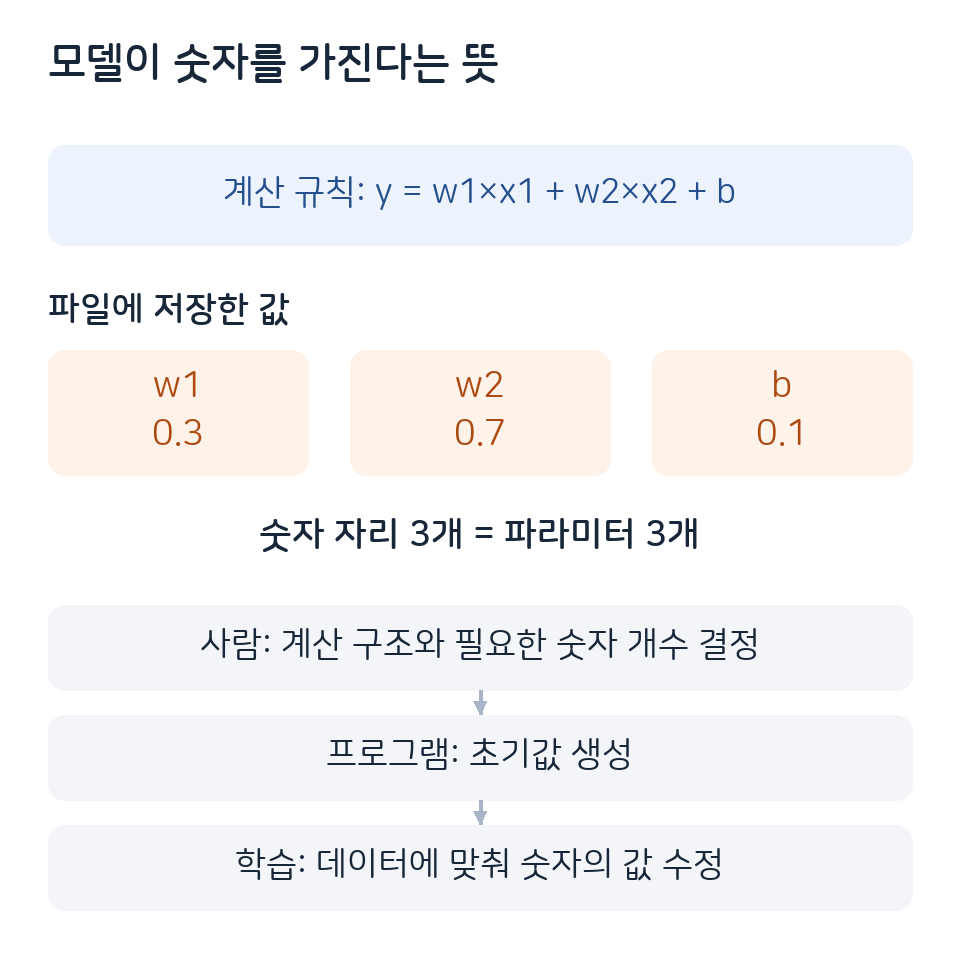 모델이 숫자를 가진다는 뜻
계산 규칙: y = w1×x1 + w2×x2 + b
파일에 저장한 값
w1
0.3
w2
0.7
b
0.1
숫자 자리 3개 = 파라미터 3개
사람: 계산 구조와 필요한 숫자 개수 결정
프로그램: 초기값 생성
학습: 데이터에 맞춰 숫자의 값 수정